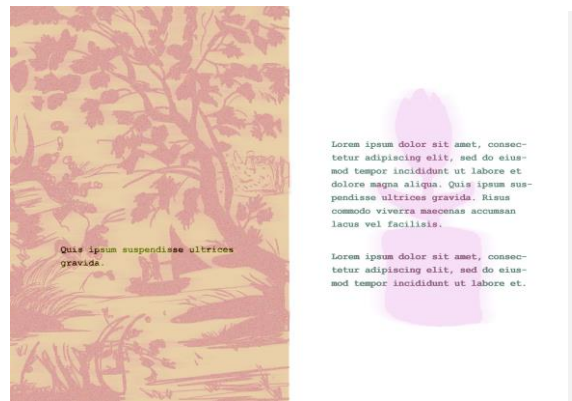 Quis ipsum suspendisse ultrices
gravida.
Lorem ipsum dolor sit amet, consec-
tetur adipiscing elit, sed do eius-
mod tempor incididunt ut labore et
dolore magna aliqua. Quis ipsum sus-
pendisse ultrices gravida. Risus
commodo viverra maecenas accumsan
lacus vel facilisis.
Lorem ipsum dolor sit amet, consec-
tetur adipiscing elit, sed do eius-
mod tempor incididunt ut labore et.